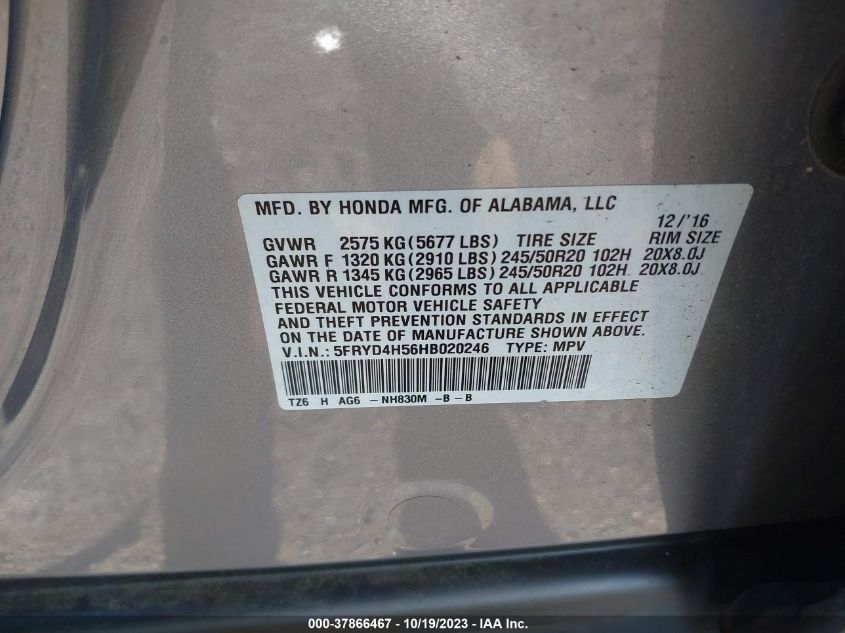 MFD. BY HONDA MFG. OF ALABAMA, LLC
12/'16
GVWR 2575 KG (5677 LBS) TIRE SIZE RIM SIZE
GAWR F 1320 KG (2910 LBS) 245/50R20 102H 20X8.0J
GAWR R 1345 KG (2965 LBS) 245/50R20 102H 20X8.0J
THIS VEHICLE CONFORMS TO ALL APPLICABLE
FEDERAL MOTOR VEHICLE SAFETY
AND THEFT PREVENTION STANDARDS IN EFFECT
ON THE DATE OF MANUFACTURE SHOWN ABOVE.
V.I.N.: 5FRYD4H56HB020246 TYPE: MPV
TZ6 H AG6 - NH830M - B - B
000-37866467 - 10/19/2023 - IAA Inc.